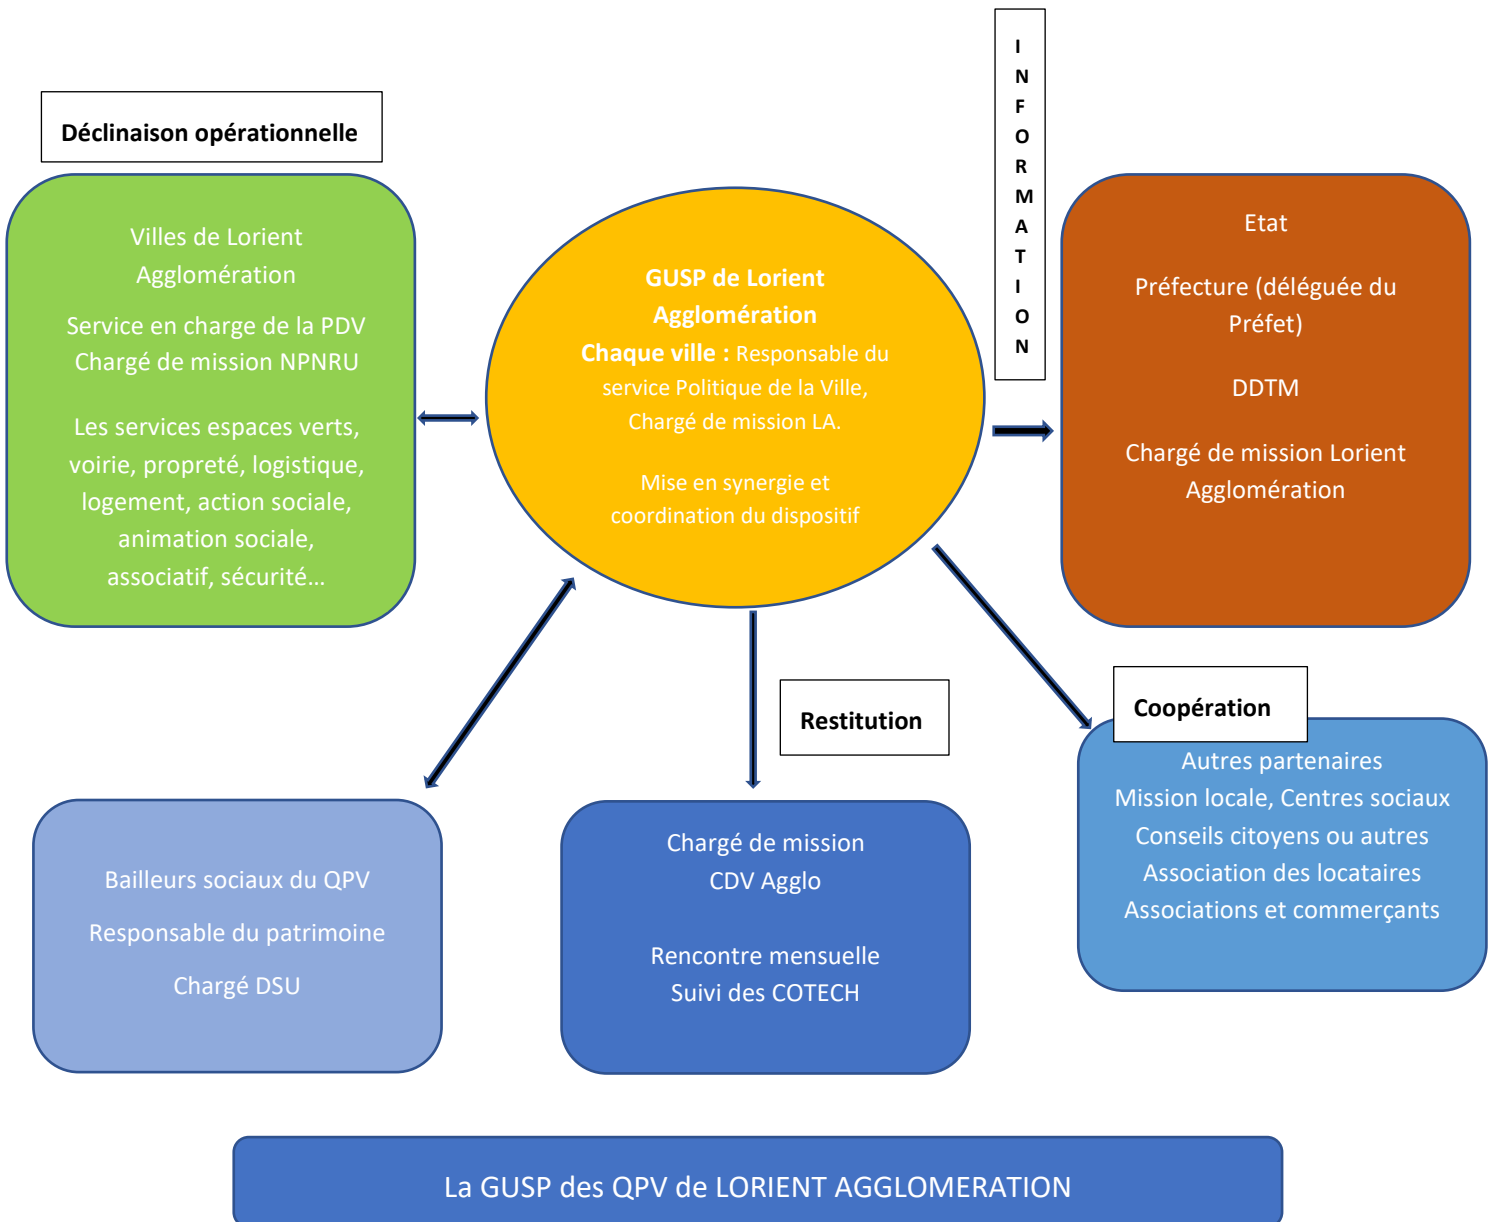 INFORMATION
Déclinaison opérationnelle
Villes de Lorient
Agglomération
Service en charge de la PDV
Chargé de mission NPNRU
Les services espaces verts,
voirie, propreté, logistique,
logement, action sociale,
animation sociale,
associatif, sécurité…
GUSP de Lorient
Agglomération
Chaque ville : Responsable du
service Politique de la Ville,
Chargé de mission LA.
Mise en synergie et
coordination du dispositif
Etat
Préfecture (déléguée du
Préfet)
DDTM
Chargé de mission Lorient
Agglomération
Restitution
Coopération
Autres partenaires
Mission locale, Centres sociaux
Conseils citoyens ou autres
Association des locataires
Associations et commerçants
Bailleurs sociaux du QPV
Responsable du patrimoine
Chargé DSU
Chargé de mission
CDV Agglo
Rencontre mensuelle
Suivi des COTECH
La GUSP des QPV de LORIENT AGGLOMERATION